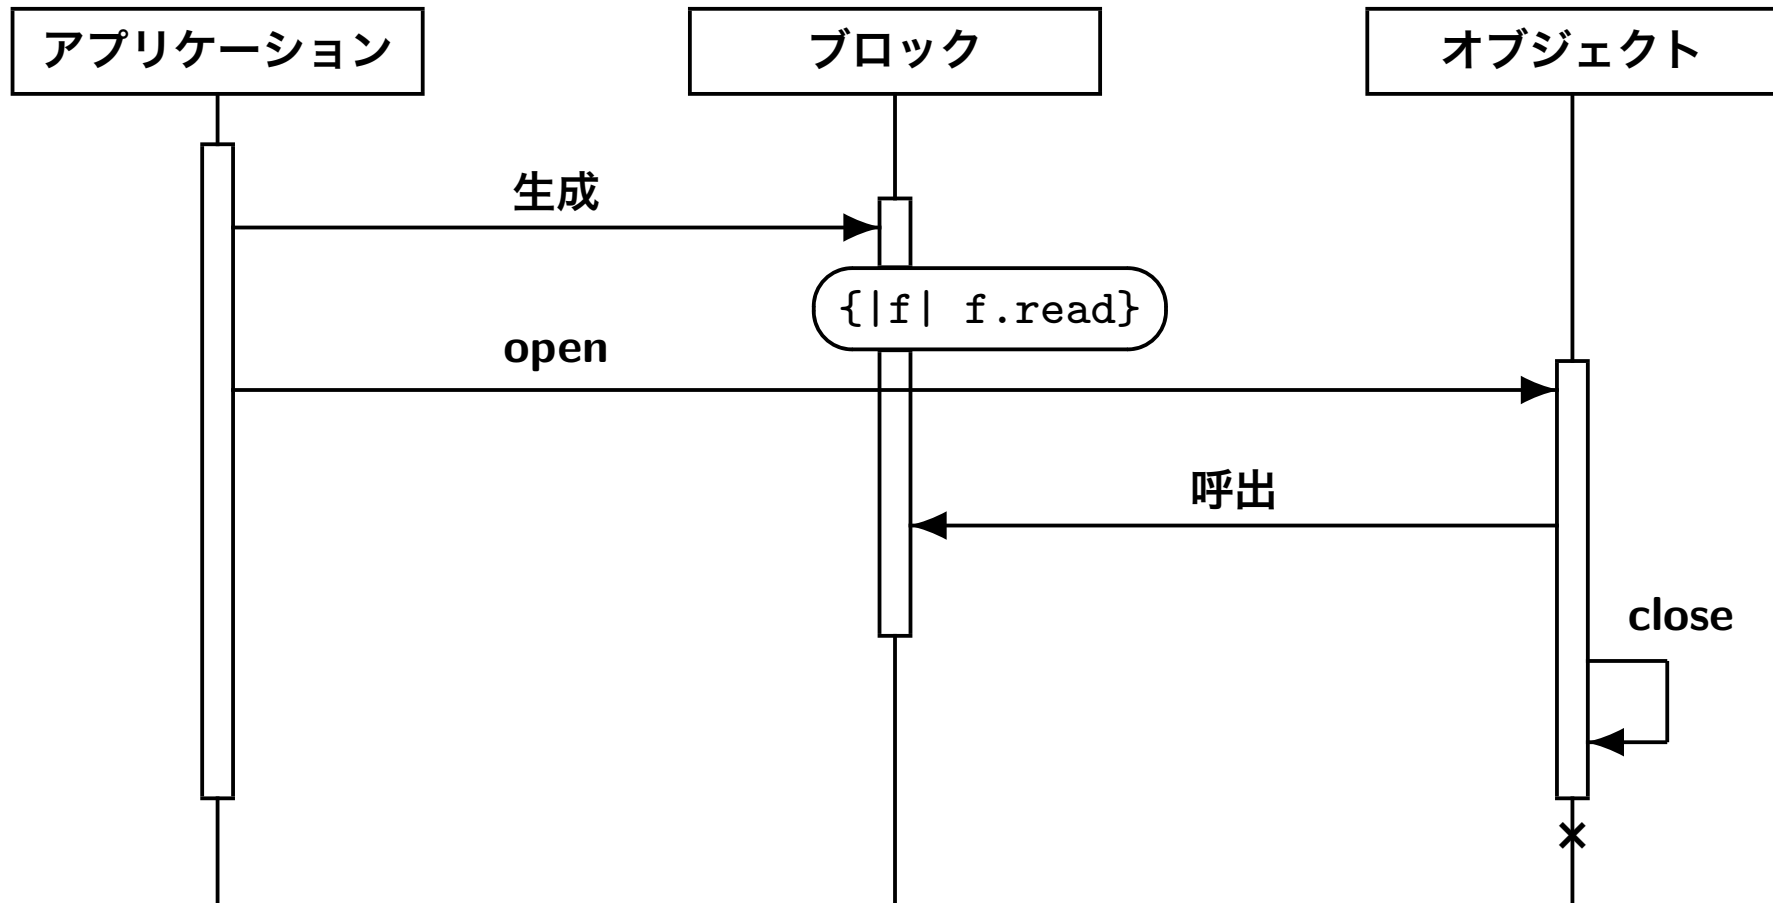 アプリケーション
ブロック
オブジェクト
生成
{|f| f.read}
open
呼出
close